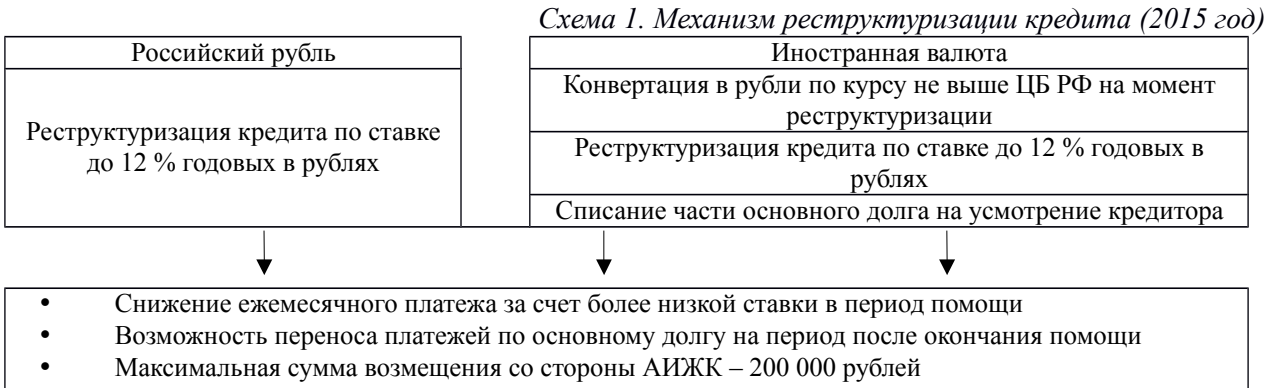 Схема 1. Механизм реструктуризации кредита (2015 год)
Российский рубль
Реструктуризация кредита по ставке
до 12 % годовых в рублях
Иностранная валюта
Конвертация в рубли по курсу не выше ЦБ РФ на момент
реструктуризации
Реструктуризация кредита по ставке до 12 % годовых в
рублях
Списание части основного долга на усмотрение кредитора
• Снижение ежемесячного платежа за счет более низкой ставки в период помощи
• Возможность переноса платежей по основному долгу на период после окончания помощи
• Максимальная сумма возмещения со стороны АИЖК – 200 000 рублей